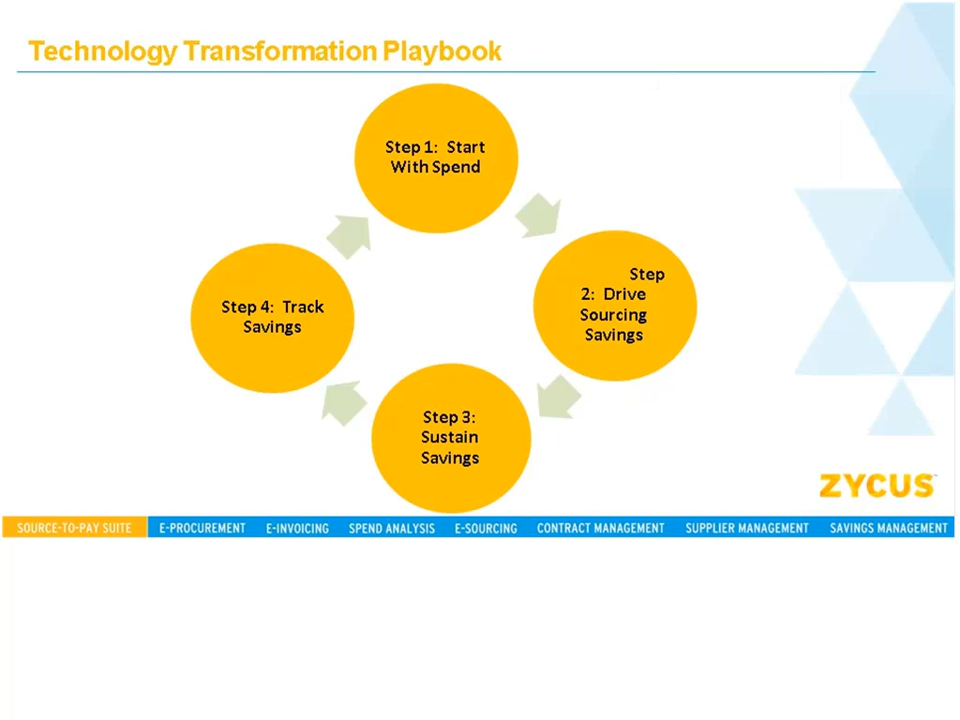 Technology Transformation Playbook
Step 1: Start
With Spend
Step
2: Drive
Sourcing
Savings
Step 3:
Sustain
Savings
Step 4: Track
Savings
ZYCUS™
SOURCE-TO-PAY SUITE E-PROCUREMENT E-INVOICING SPEND ANALYSIS E-SOURCING CONTRACT MANAGEMENT SUPPLIER MANAGEMENT SAVINGS MANAGEMENT